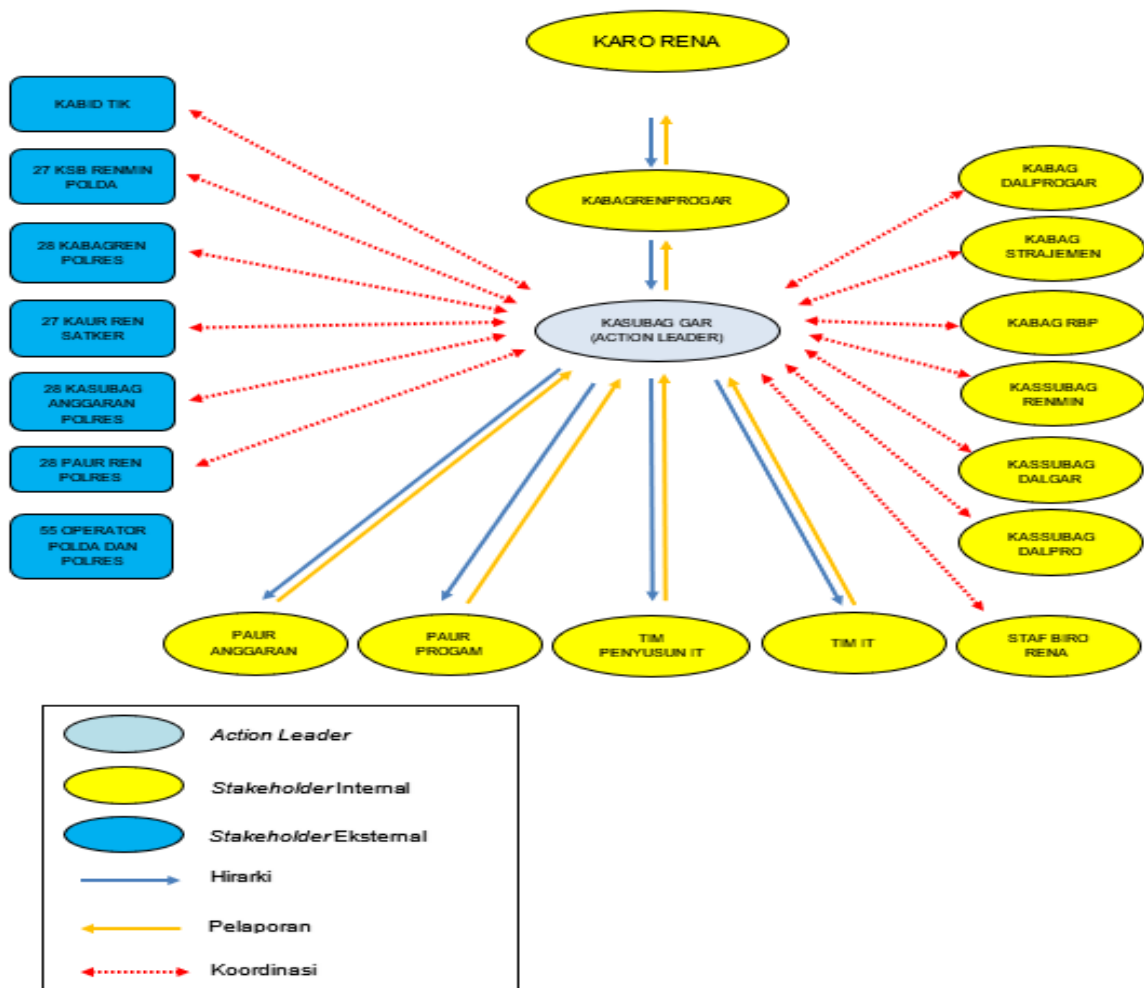 KARO RENA
KABID TIK
27 KSB RENMIN
POLDA
28 KABAGREN
POLRES
27 KAUR REN
SATKER
28 KASUBAG
ANGGARAN
POLRES
28 PAUR REN
POLRES
55 OPERATOR
POLDA DAN
POLRES
KABAGRENPROGAR
KASUBAG GAR
(ACTION LEADER)
KABAG
DALPROGAR
KABAG
STRAJEMEN
KABAG RBP
KASSUBAG
RENMIN
KASSUBAG
DALGAR
KASSUBAG
DALPRO
PAUR
ANGGARAN
PAUR
PROGAM
TIM
PENYUSUN IT
TIM IT
STAF BIRO
RENA
Action Leader
Stakeholder Internal
Stakeholder Eksternal
Hirarki
Pelaporan
Koordinasi